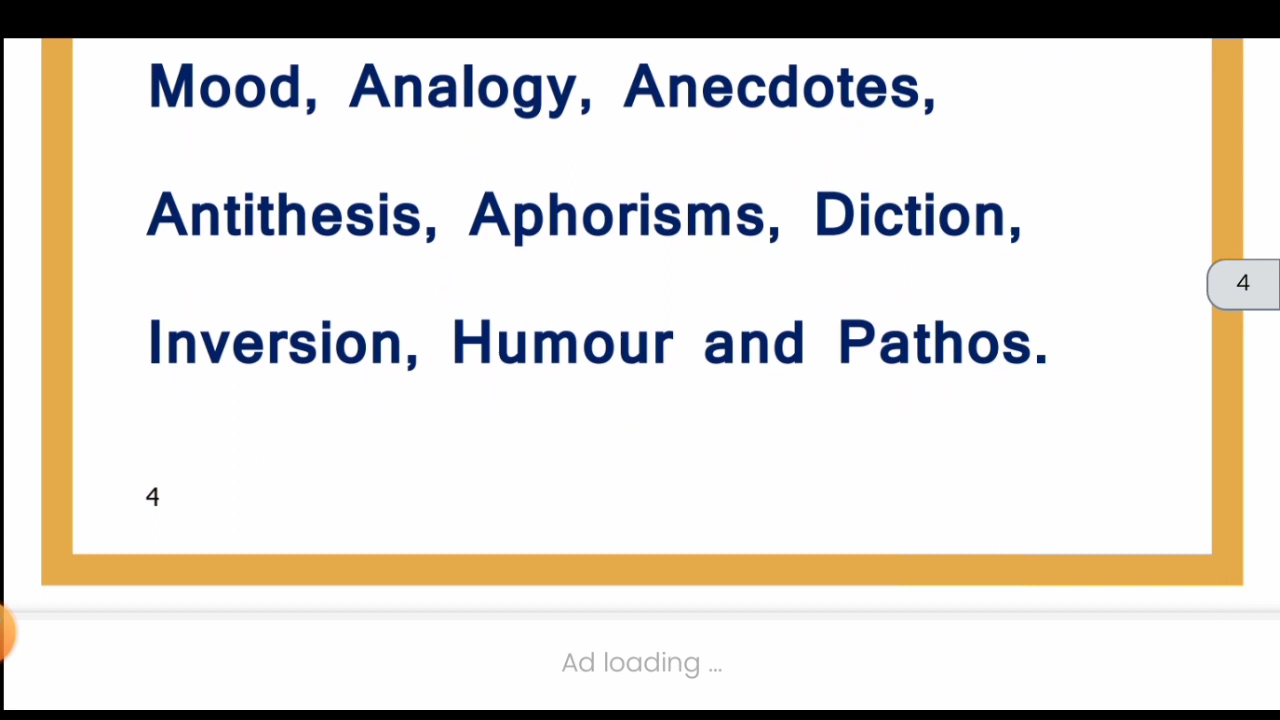 Mood, Analogy, Anecdotes,
Antithesis, Aphorisms, Diction,
4
Inversion, Humour and Pathos.
4
Ad loading ...